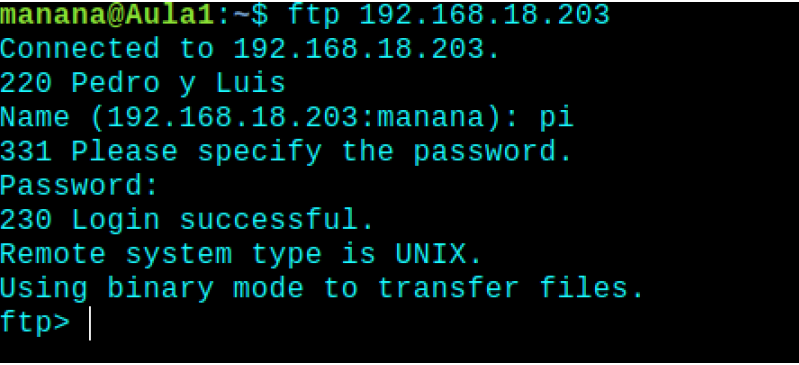 manana@Aula1:~$ ftp 192.168.18.203
Connected to 192.168.18.203.
220 Pedro y Luis
Name (192.168.18.203:manana): pi
331 Please specify the password.
Password:
230 Login successful.
Remote system type is UNIX.
Using binary mode to transfer files.
ftp>